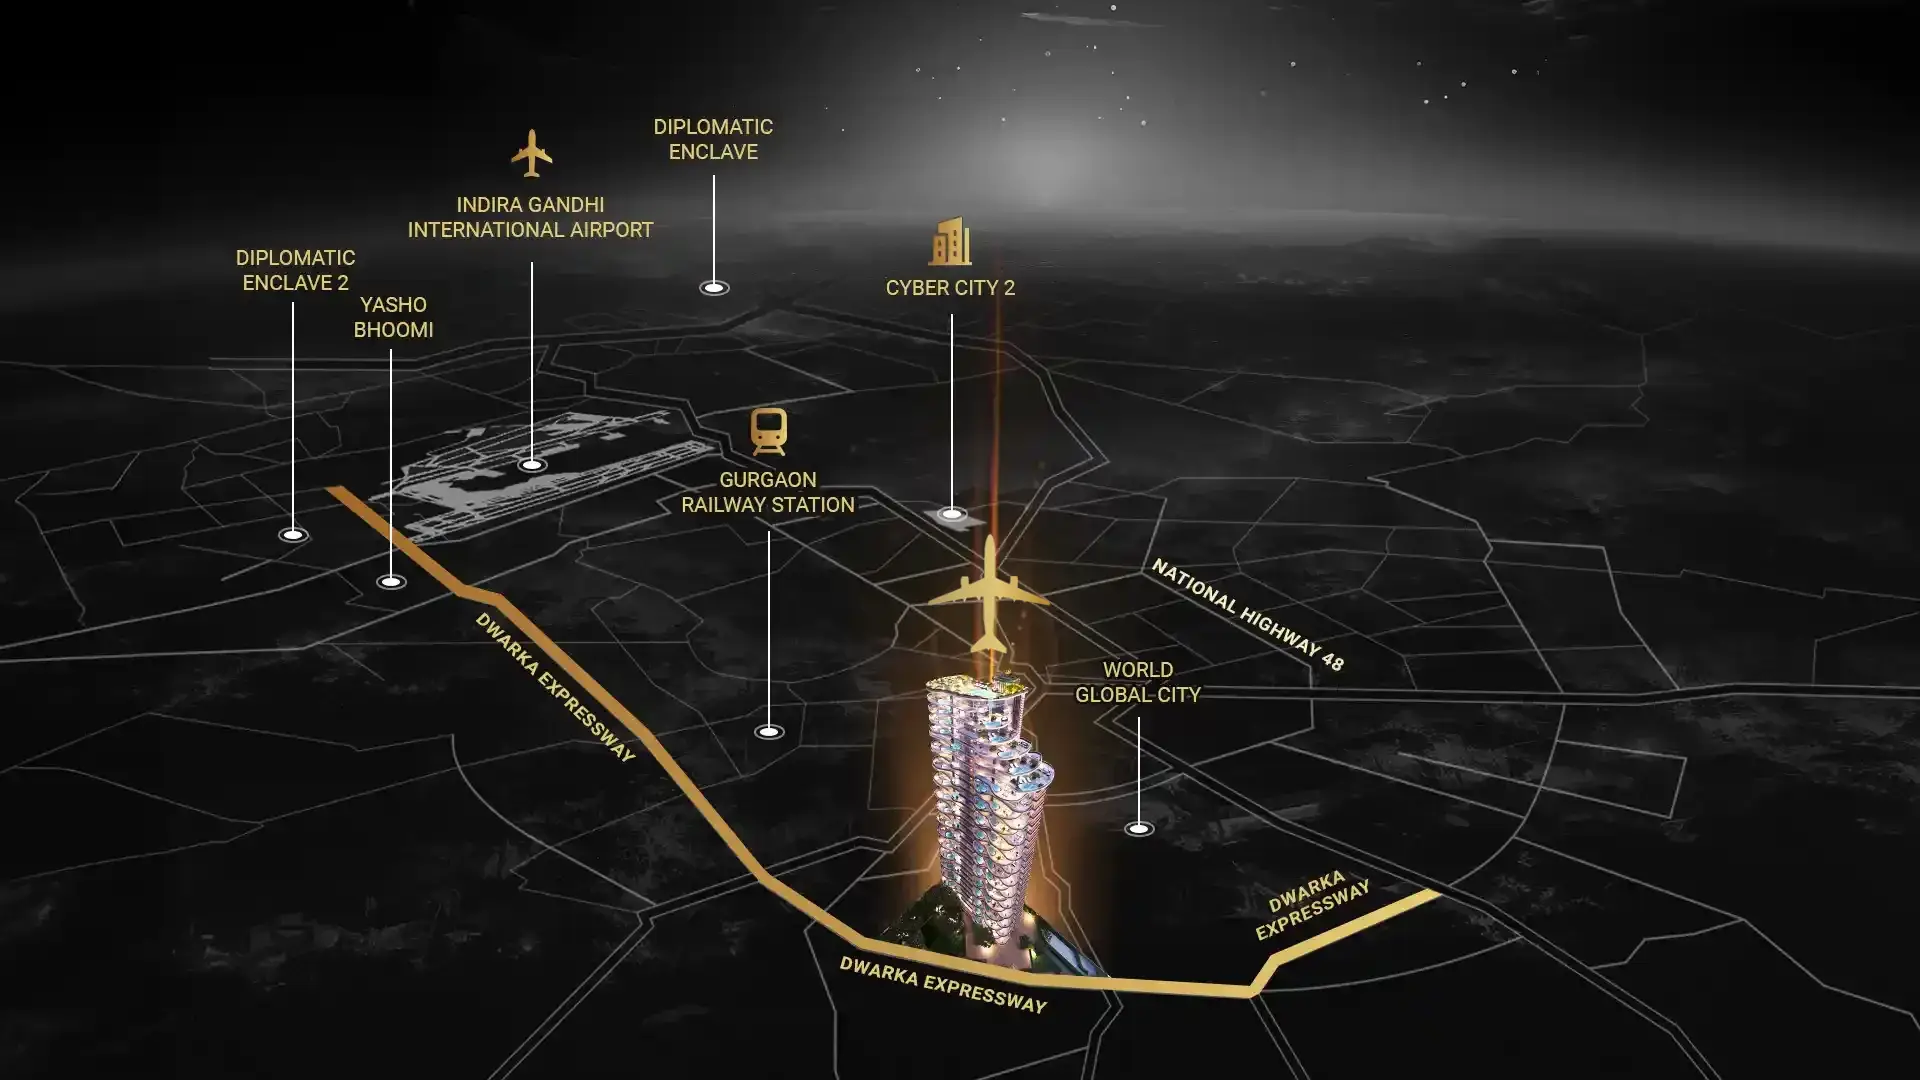 DIPLOMATIC
ENCLAVE
INDIRA GANDHI
INTERNATIONAL AIRPORT
DIPLOMATIC
ENCLAVE 2
YASHO
BHOOMI
CYBER CITY 2
GURGAON
RAILWAY STATION
NATIONAL HIGHWAY 48
WORLD
GLOBAL CITY
DWARKA EXPRESSWAY
DWARKA
EXPRESSWAY
DWARKA EXPRESSWAY